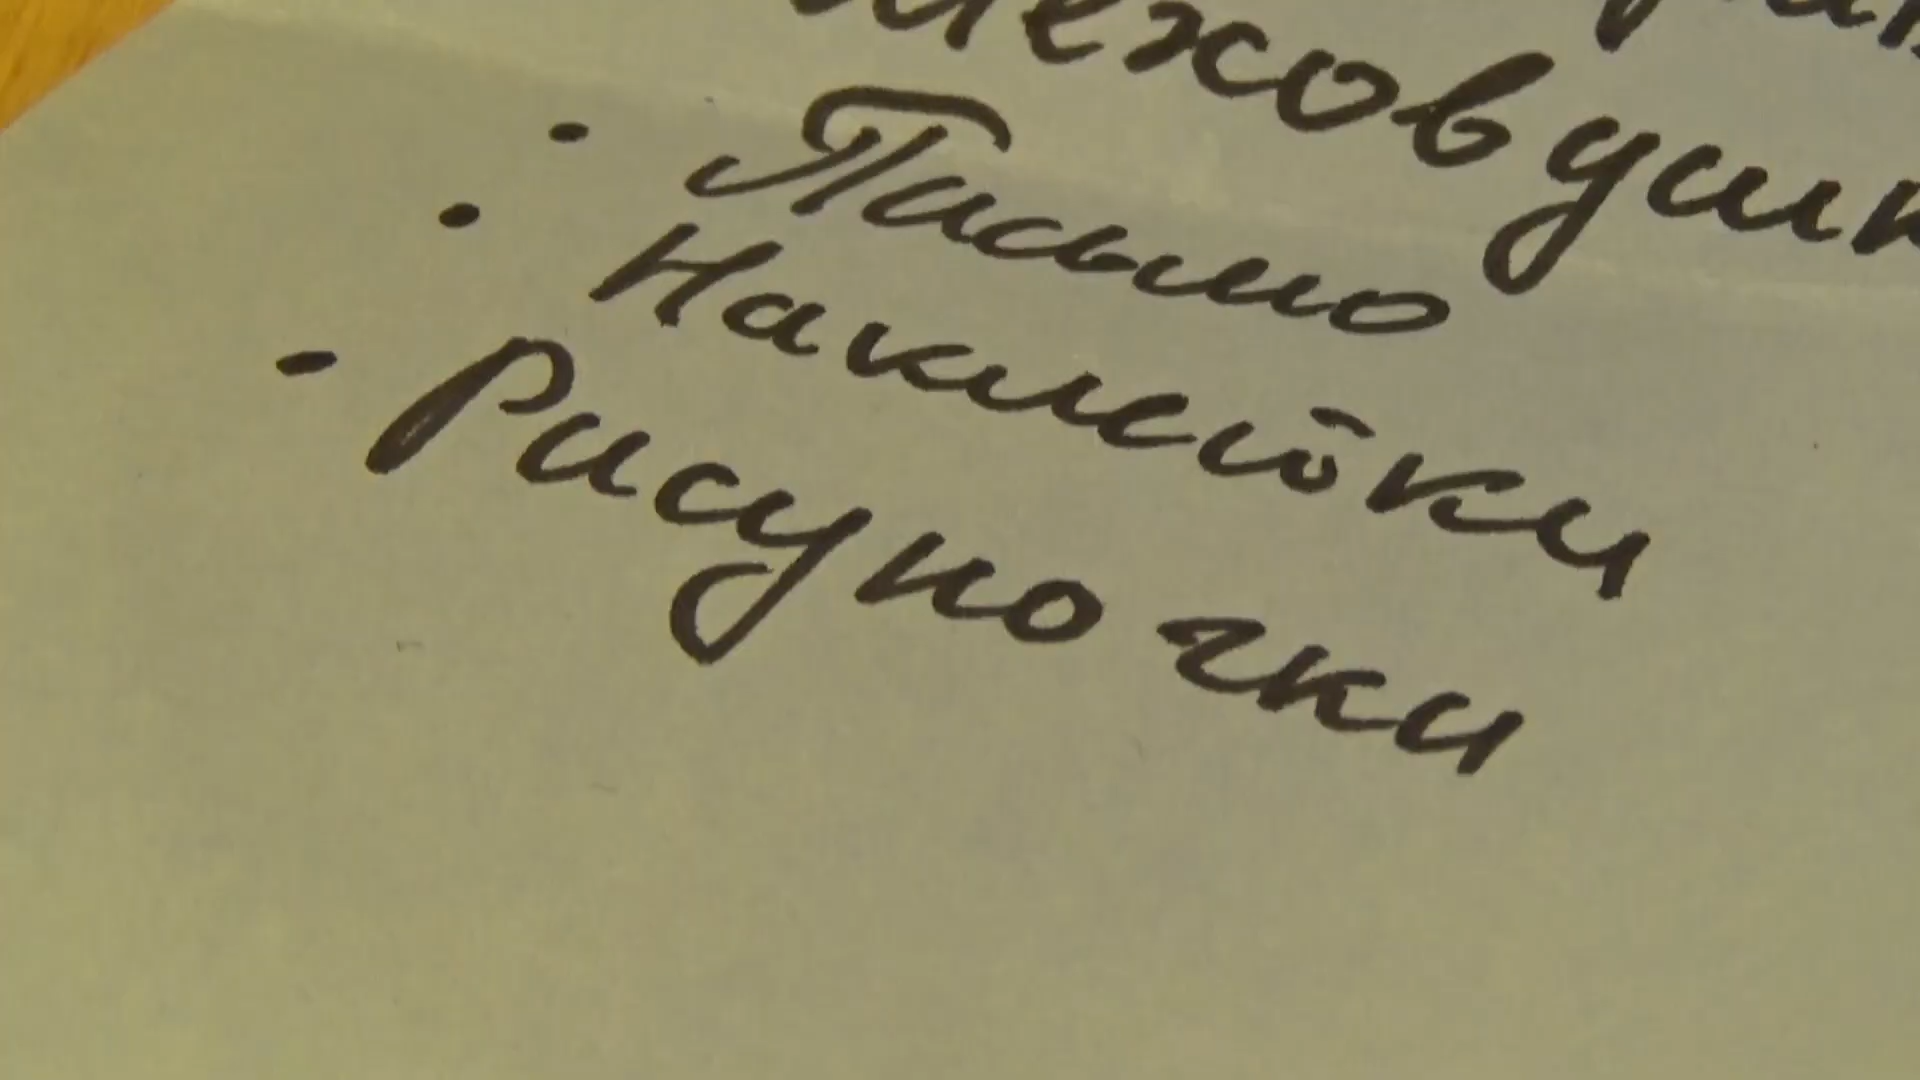 · Письмо
· Наклейки
- Рисуночки